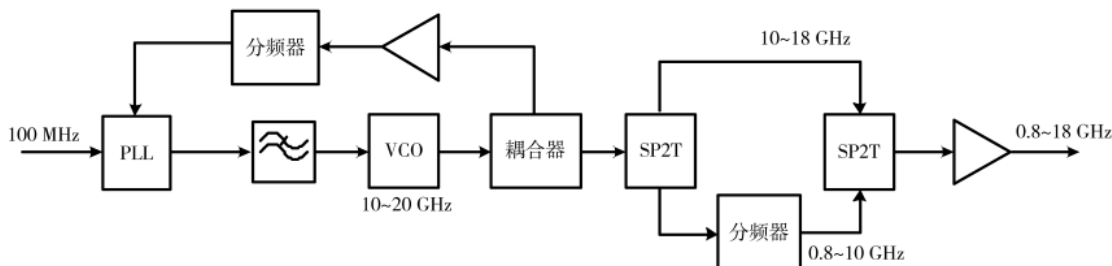 分频器
10~18 GHz
100 MHz
PLL
VCO
耦合器
SP2T
SP2T
0.8~18 GHz
10~20 GHz
分频器
0.8~10 GHz